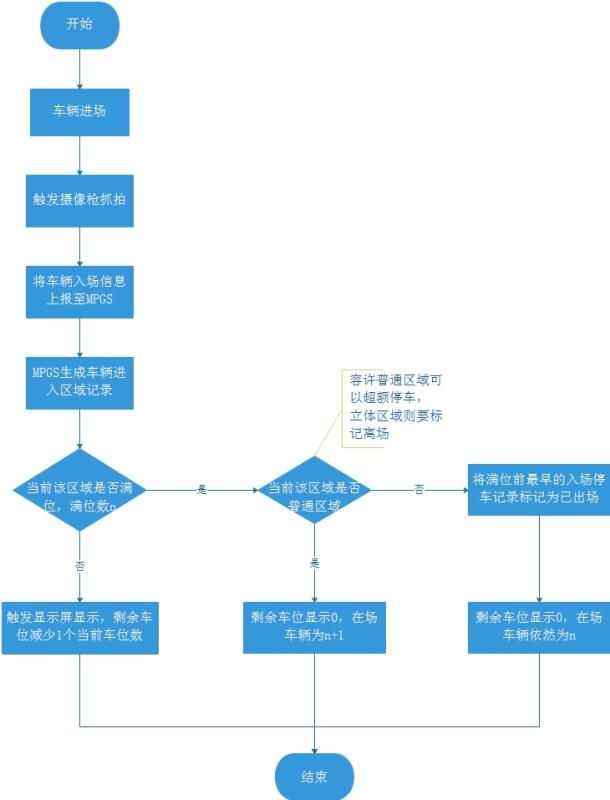 开始
车辆进场
触发摄像枪抓拍
将车辆入场信息
上报至MPGS
MPGS生成车辆进
入区域记录
容许普通区域可
以超额停车，
立体区域则要标
记离场
当前该区域是否满
位，满位数n
是
当前该区域是否
普通区域
否
将满位前最早的入场停
车记录标记为已出场
否
是
触发显示屏显示，剩余车
位减少1个当前车位数
剩余车位显示0，在场
车辆为n+1
剩余车位显示0，在场
车辆依然为n
结束